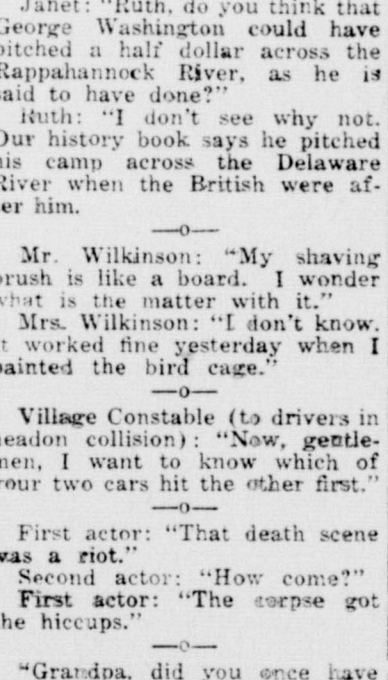 Janet: "Ruth, do you think that
George Washington could have
pitched a half dollar across the
Rappahannock River, as he is
said to have done?"
Ruth: "I don't see why not.
Our history book says he pitched
his camp across the Delaware
River when the British were af-
ter him.
—o—
Mr. Wilkinson: "My shaving
brush is like a board. I wonder
what is the matter with it."
Mrs. Wilkinson: "I don't know.
It worked fine yesterday when I
painted the bird cage."
—o—
Village Constable (to drivers in
headon collision): "Now, gentle-
men, I want to know which of
your two cars hit the other first."
—o—
First actor: "That death scene
was a riot."
Second actor: "How come?"
First actor: "The corpse got
the hiccups."
—o—
"Grandpa, did you once have